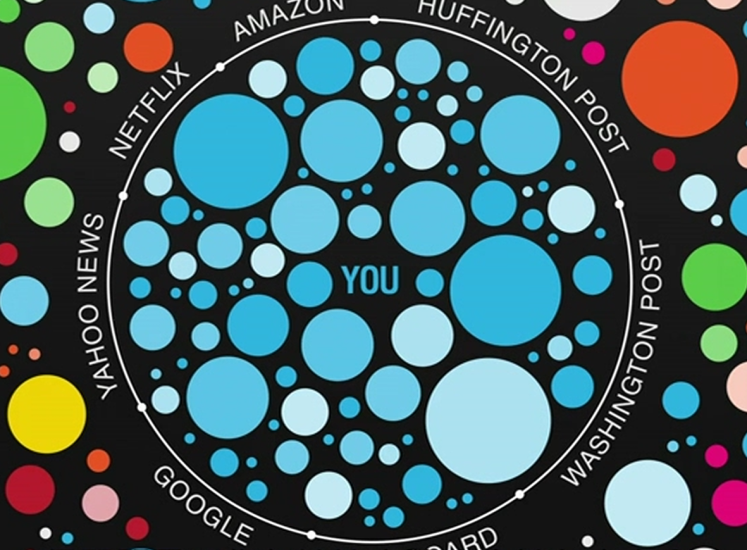 AMAZON
HUFFINGTON POST
NETFLIX
YAHOO NEWS
YOU
WASHINGTON POST
GOOGLE